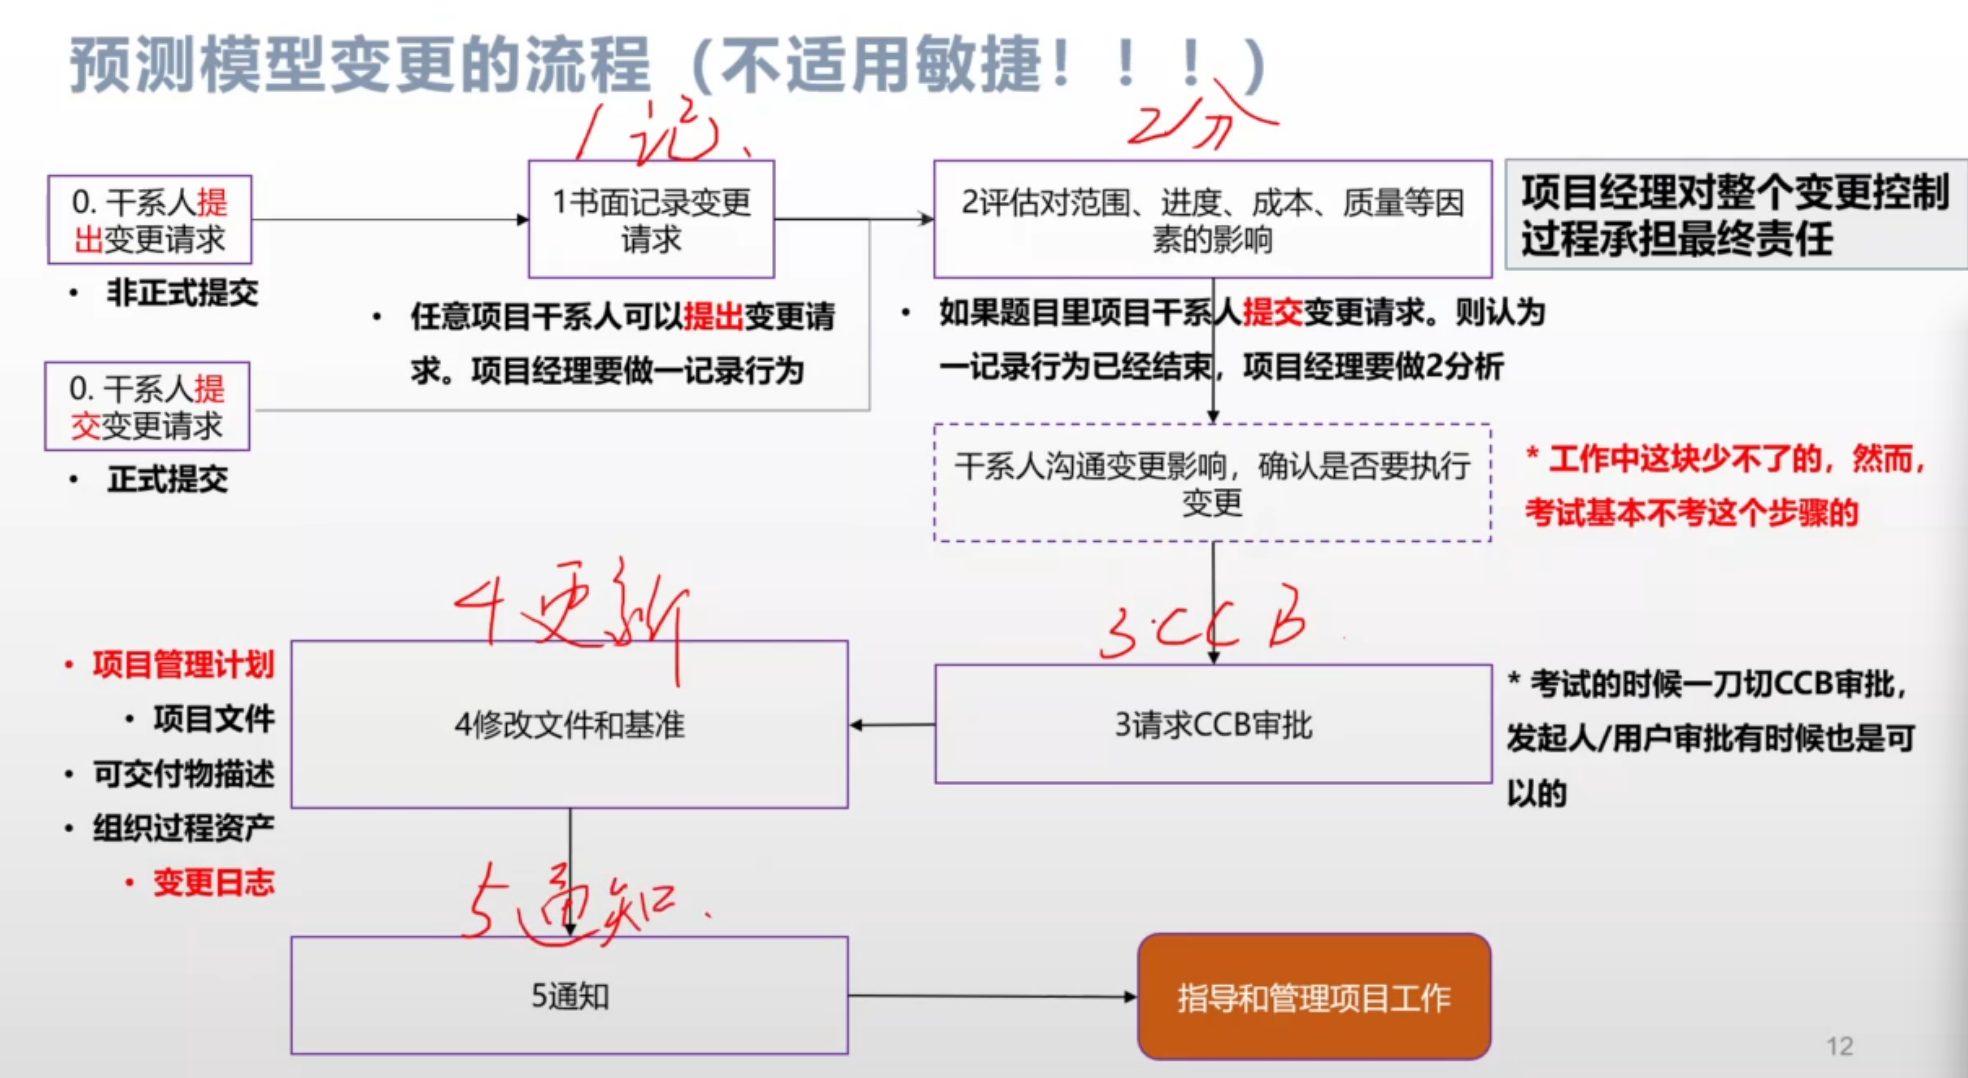 预测模型变更的流程（不适用敏捷！！！）
1记
2分
0. 干系人提
出变更请求
非正式提交
1书面记录变更
请求
2评估对范围、进度、成本、质量等因
素的影响
项目经理对整个变更控制
过程承担最终责任
任意项目干系人可以提出变更请
求。项目经理要做一记录行为
如果题目里项目干系人提交变更请求。则认为
一记录行为已经结束，项目经理要做2分析
0. 干系人提
交变更请求
正式提交
干系人沟通变更影响，确认是否要执行
变更
* 工作中这块少不了的，然而，
考试基本不考这个步骤的
4更新
3.CCB
项目管理计划
项目文件
可交付物描述
组织过程资产
变更日志
4修改文件和基准
3请求CCB审批
* 考试的时候一刀切CCB审批，
发起人/用户审批有时候也是可
以的
5通知.
5通知
指导和管理项目工作
12